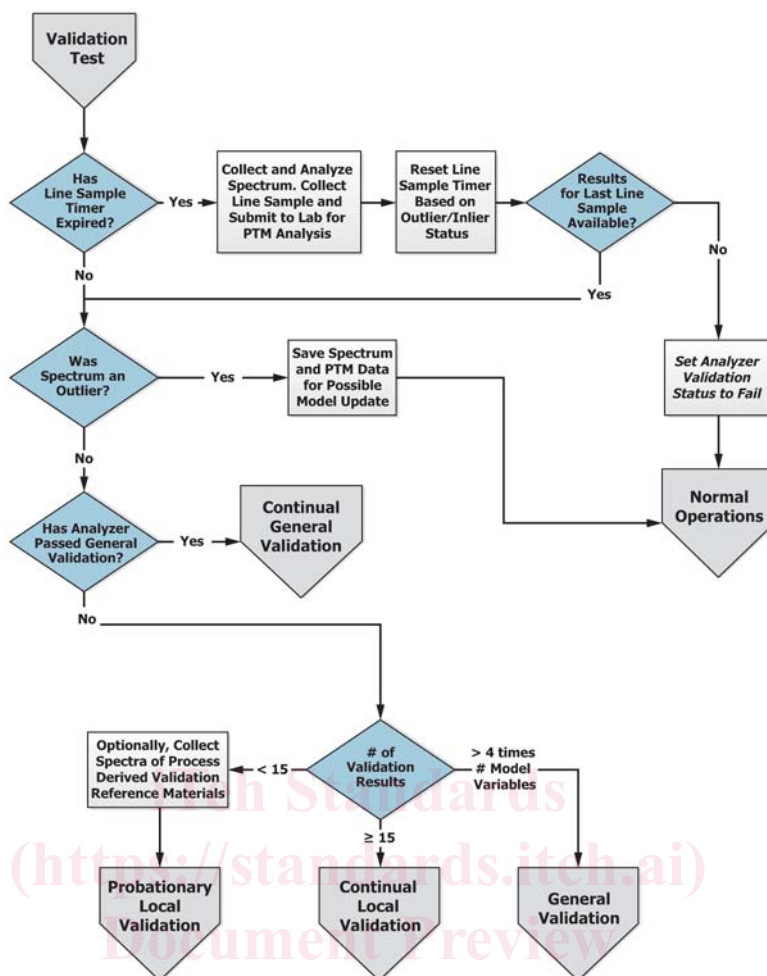 Validation
Test
Has
Line Sample
Timer
Expired?
Yes
Collect and Analyze
Spectrum. Collect
Line Sample and
Submit to Lab for
PTM Analysis
Reset Line
Sample Timer
Based on
Outlier/Inlier
Status
Results
for Last Line
Sample
Available?
No
No
Yes
Was
Spectrum an
Outlier?
Yes
Save Spectrum
and PTM Data
for Possible
Model Update
Set Analyzer
Validation
Status to Fail
No
Normal
Operations
Has Analyzer
Passed General
Validation?
Yes
Continual
General
Validation
No
Optionally, Collect
Spectra of Process
Derived Validation
Reference Materials
< 15
# of
Validation
Results
> 4 times
# Model
Variables
≥ 15
iTeh Standards
(https://standards.iteh.ai)
Document Preview
Probationary
Local
Validation
Continual
Local
Validation
General
Validation